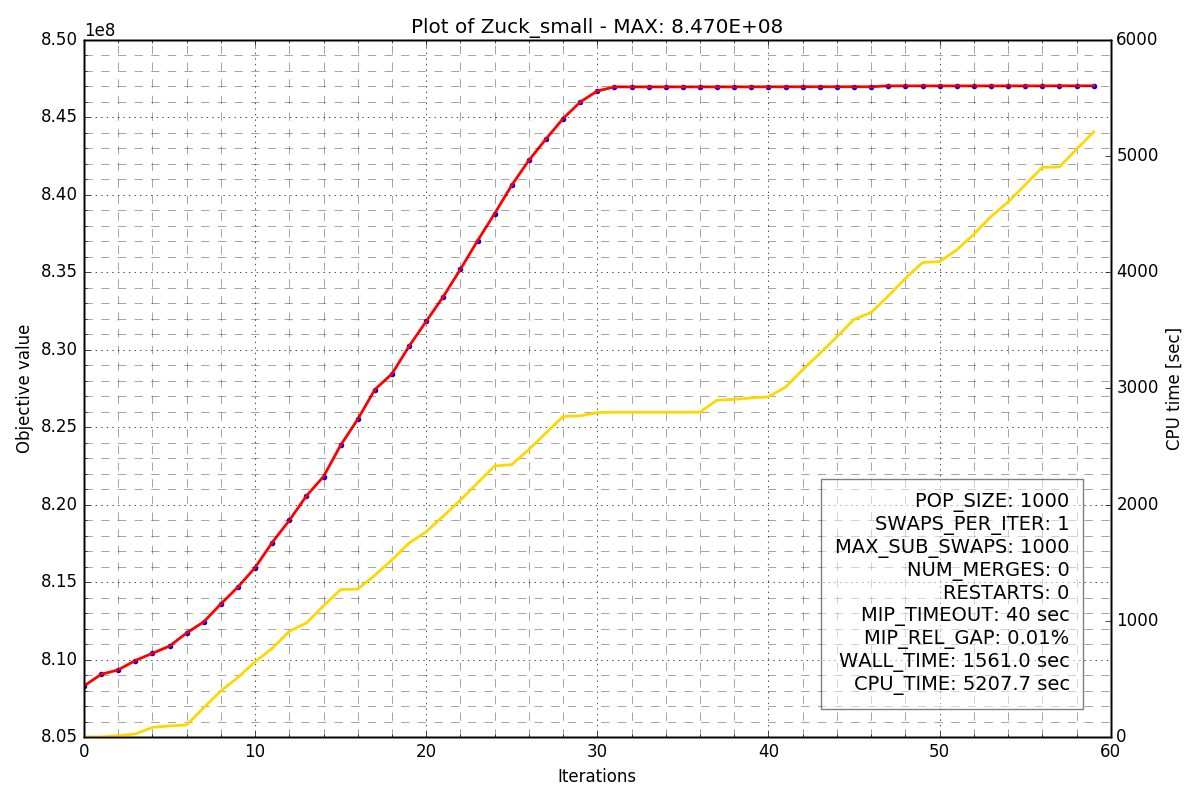 Plot of Zuck_small - MAX: 8.470E+08
1e8
8.50
8.45
8.40
8.35
8.30
8.25
8.20
8.15
8.10
8.05
Objective value
6000
5000
4000
3000
2000
1000
0
CPU time [sec]
POP_SIZE: 1000
SWAPS_PER_ITER: 1
MAX_SUB_SWAPS: 1000
NUM_MERGES: 0
RESTARTS: 0
MIP_TIMEOUT: 40 sec
MIP_REL_GAP: 0.01%
WALL_TIME: 1561.0 sec
CPU_TIME: 5207.7 sec
0 10 20 30 40 50 60
Iterations